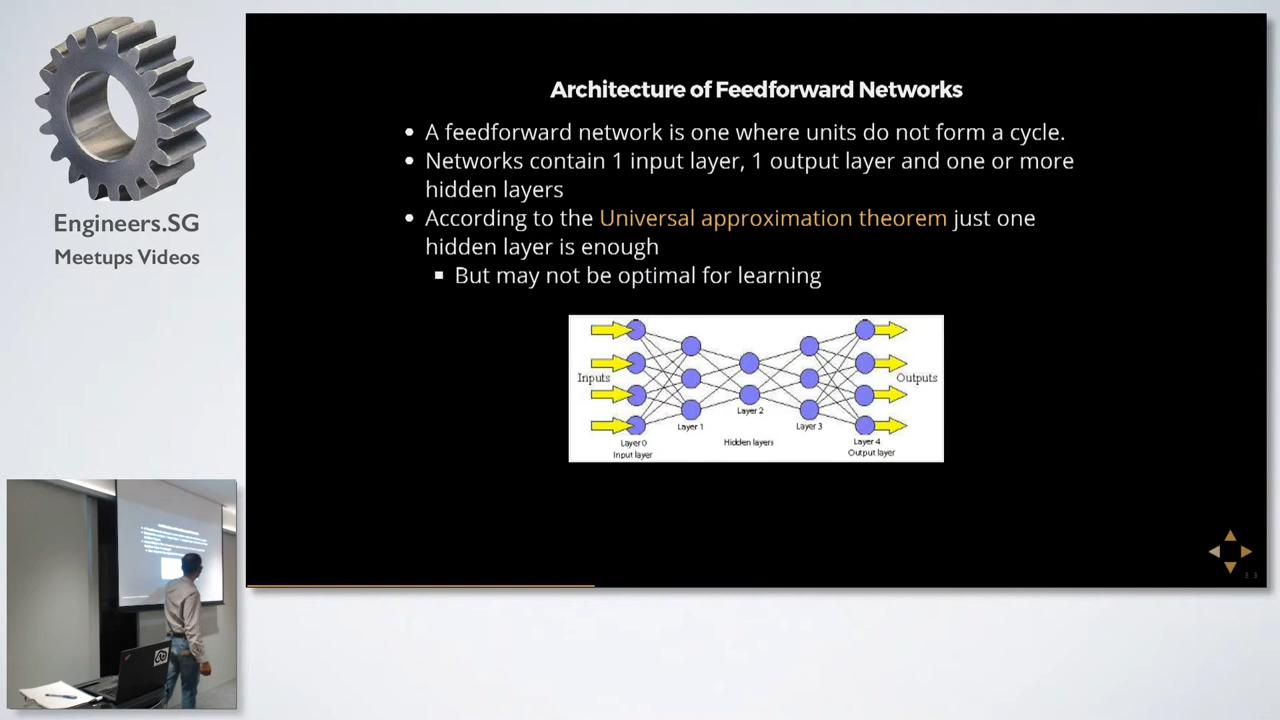 Engineers.SG
Meetups Videos
Architecture of Feedforward Networks
A feedforward network is one where units do not form a cycle.
Networks contain 1 input layer, 1 output layer and one or more
hidden layers
According to the Universal approximation theorem just one
hidden layer is enough
But may not be optimal for learning
Inputs
Outputs
Layer 0
Input layer
Layer 1
Layer 2
Hidden layers
Layer 3
Layer 4
Output layer